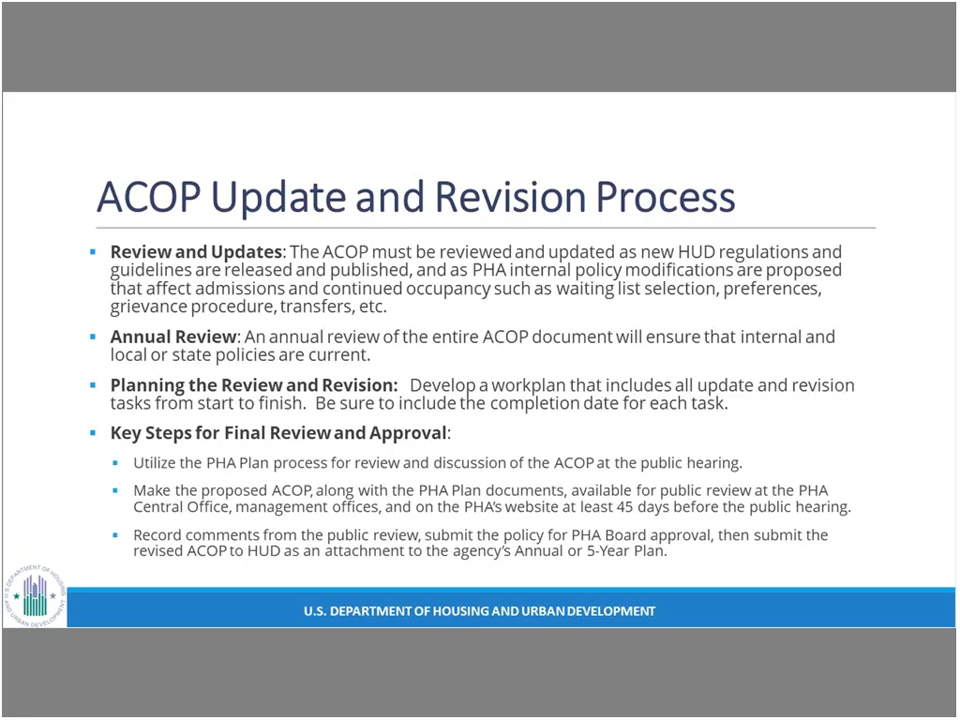 ACOP Update and Revision Process
▪ Review and Updates: The ACOP must be reviewed and updated as new HUD regulations and
guidelines are released and published, and as PHA internal policy modifications are proposed
that affect admissions and continued occupancy such as waiting list selection, preferences,
grievance procedure, transfers, etc.
▪ Annual Review: An annual review of the entire ACOP document will ensure that internal and
local or state policies are current.
▪ Planning the Review and Revision: Develop a workplan that includes all update and revision
tasks from start to finish. Be sure to include the completion date for each task.
▪ Key Steps for Final Review and Approval:
▪ Utilize the PHA Plan process for review and discussion of the ACOP at the public hearing.
▪ Make the proposed ACOP, along with the PHA Plan documents, available for public review at the PHA
Central Office, management offices, and on the PHA's website at least 45 days before the public hearing.
▪ Record comments from the public review, submit the policy for PHA Board approval, then submit the
revised ACOP to HUD as an attachment to the agency's Annual or 5-Year Plan.
U.S. DEPARTMENT OF HOUSING
AND URBAN DEVELOPMENT
U.S. DEPARTMENT OF HOUSING AND URBAN DEVELOPMENT